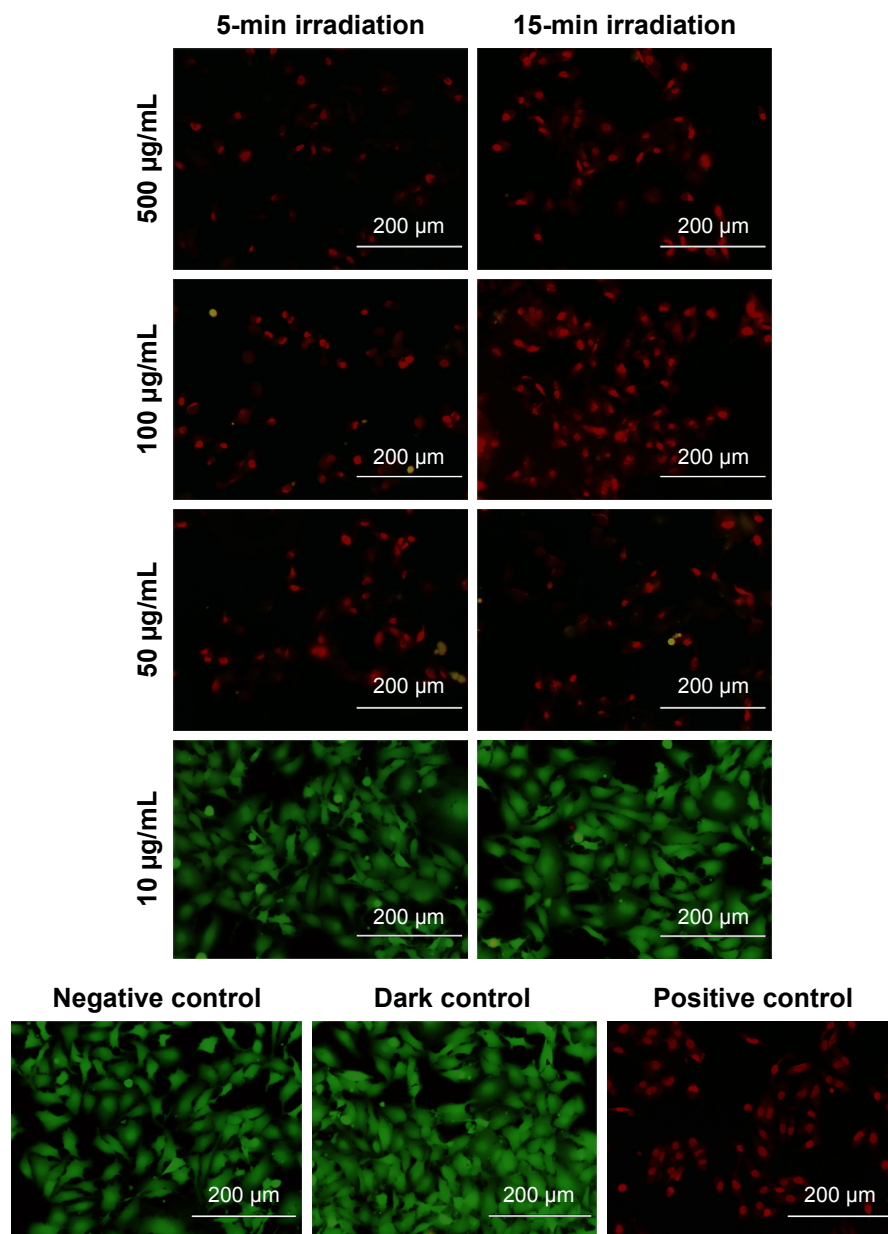 5-min irradiation
15-min irradiation
500 µg/mL
200 µm
200 µm
100 µg/mL
200 µm
200 µm
50 µg/mL
200 µm
200 µm
10 µg/mL
200 µm
200 µm
Negative control
Dark control
Positive control
200 µm
200 µm
200 µm